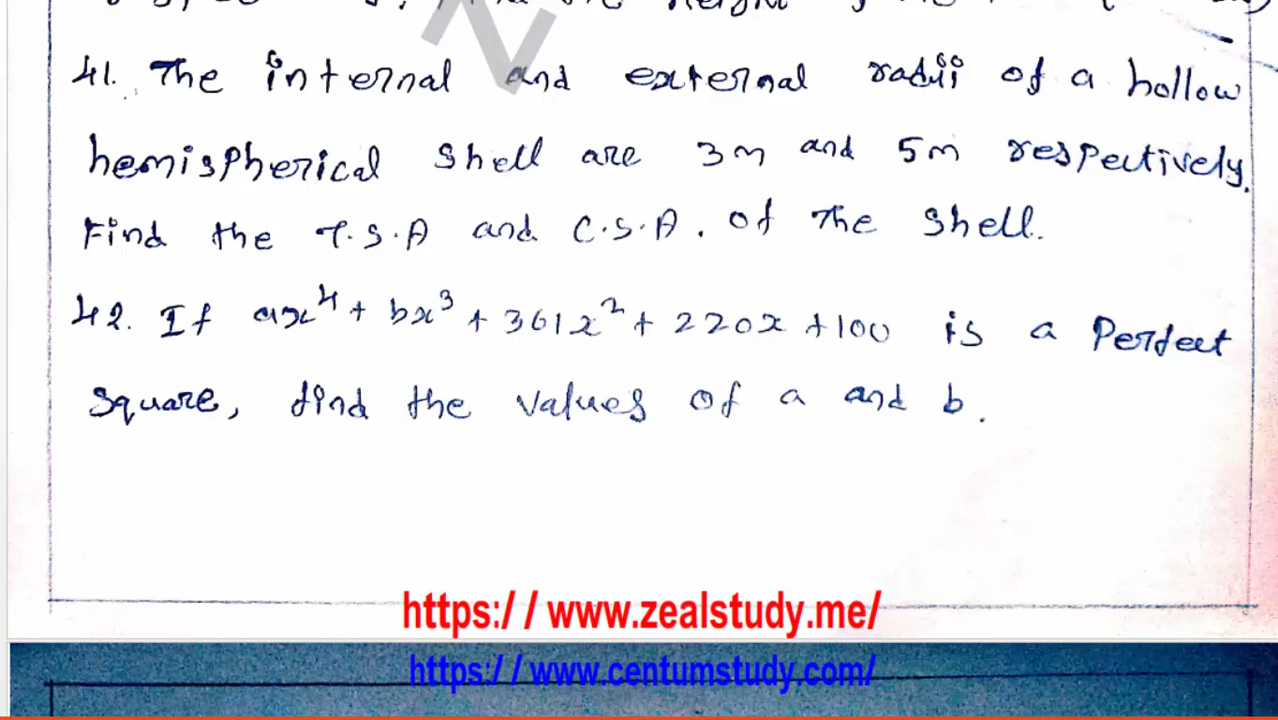 41. The internal and external radii of a hollow
hemispherical shell are 3m and 5m respectively.
Find the T.S.A and C.S.A. of the shell.
42. If ax⁴ + bx³ + 361x² + 220x + 100 is a perfect
square, find the values of a and b.
https: / / www.zealstudy.me/
https: / / www.centumstudy.com/